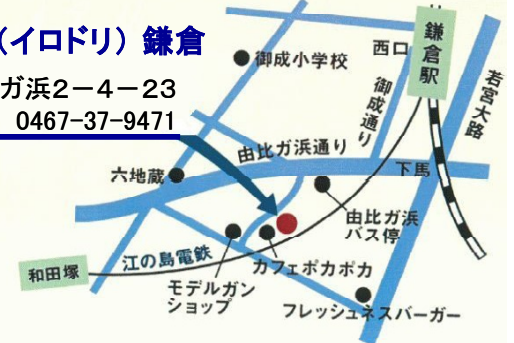 (イロドリ) 鎌倉
ガ浜2-4-23
0467-37-9471
御成小学校
西口
鎌倉駅
御成通り
若宮大路
由比ガ浜通り
下馬
六地蔵
由比ガ浜
バス停
江の島電鉄
和田塚
カフェポカポカ
モデルガン
ショップ
フレッシュネスバーガー